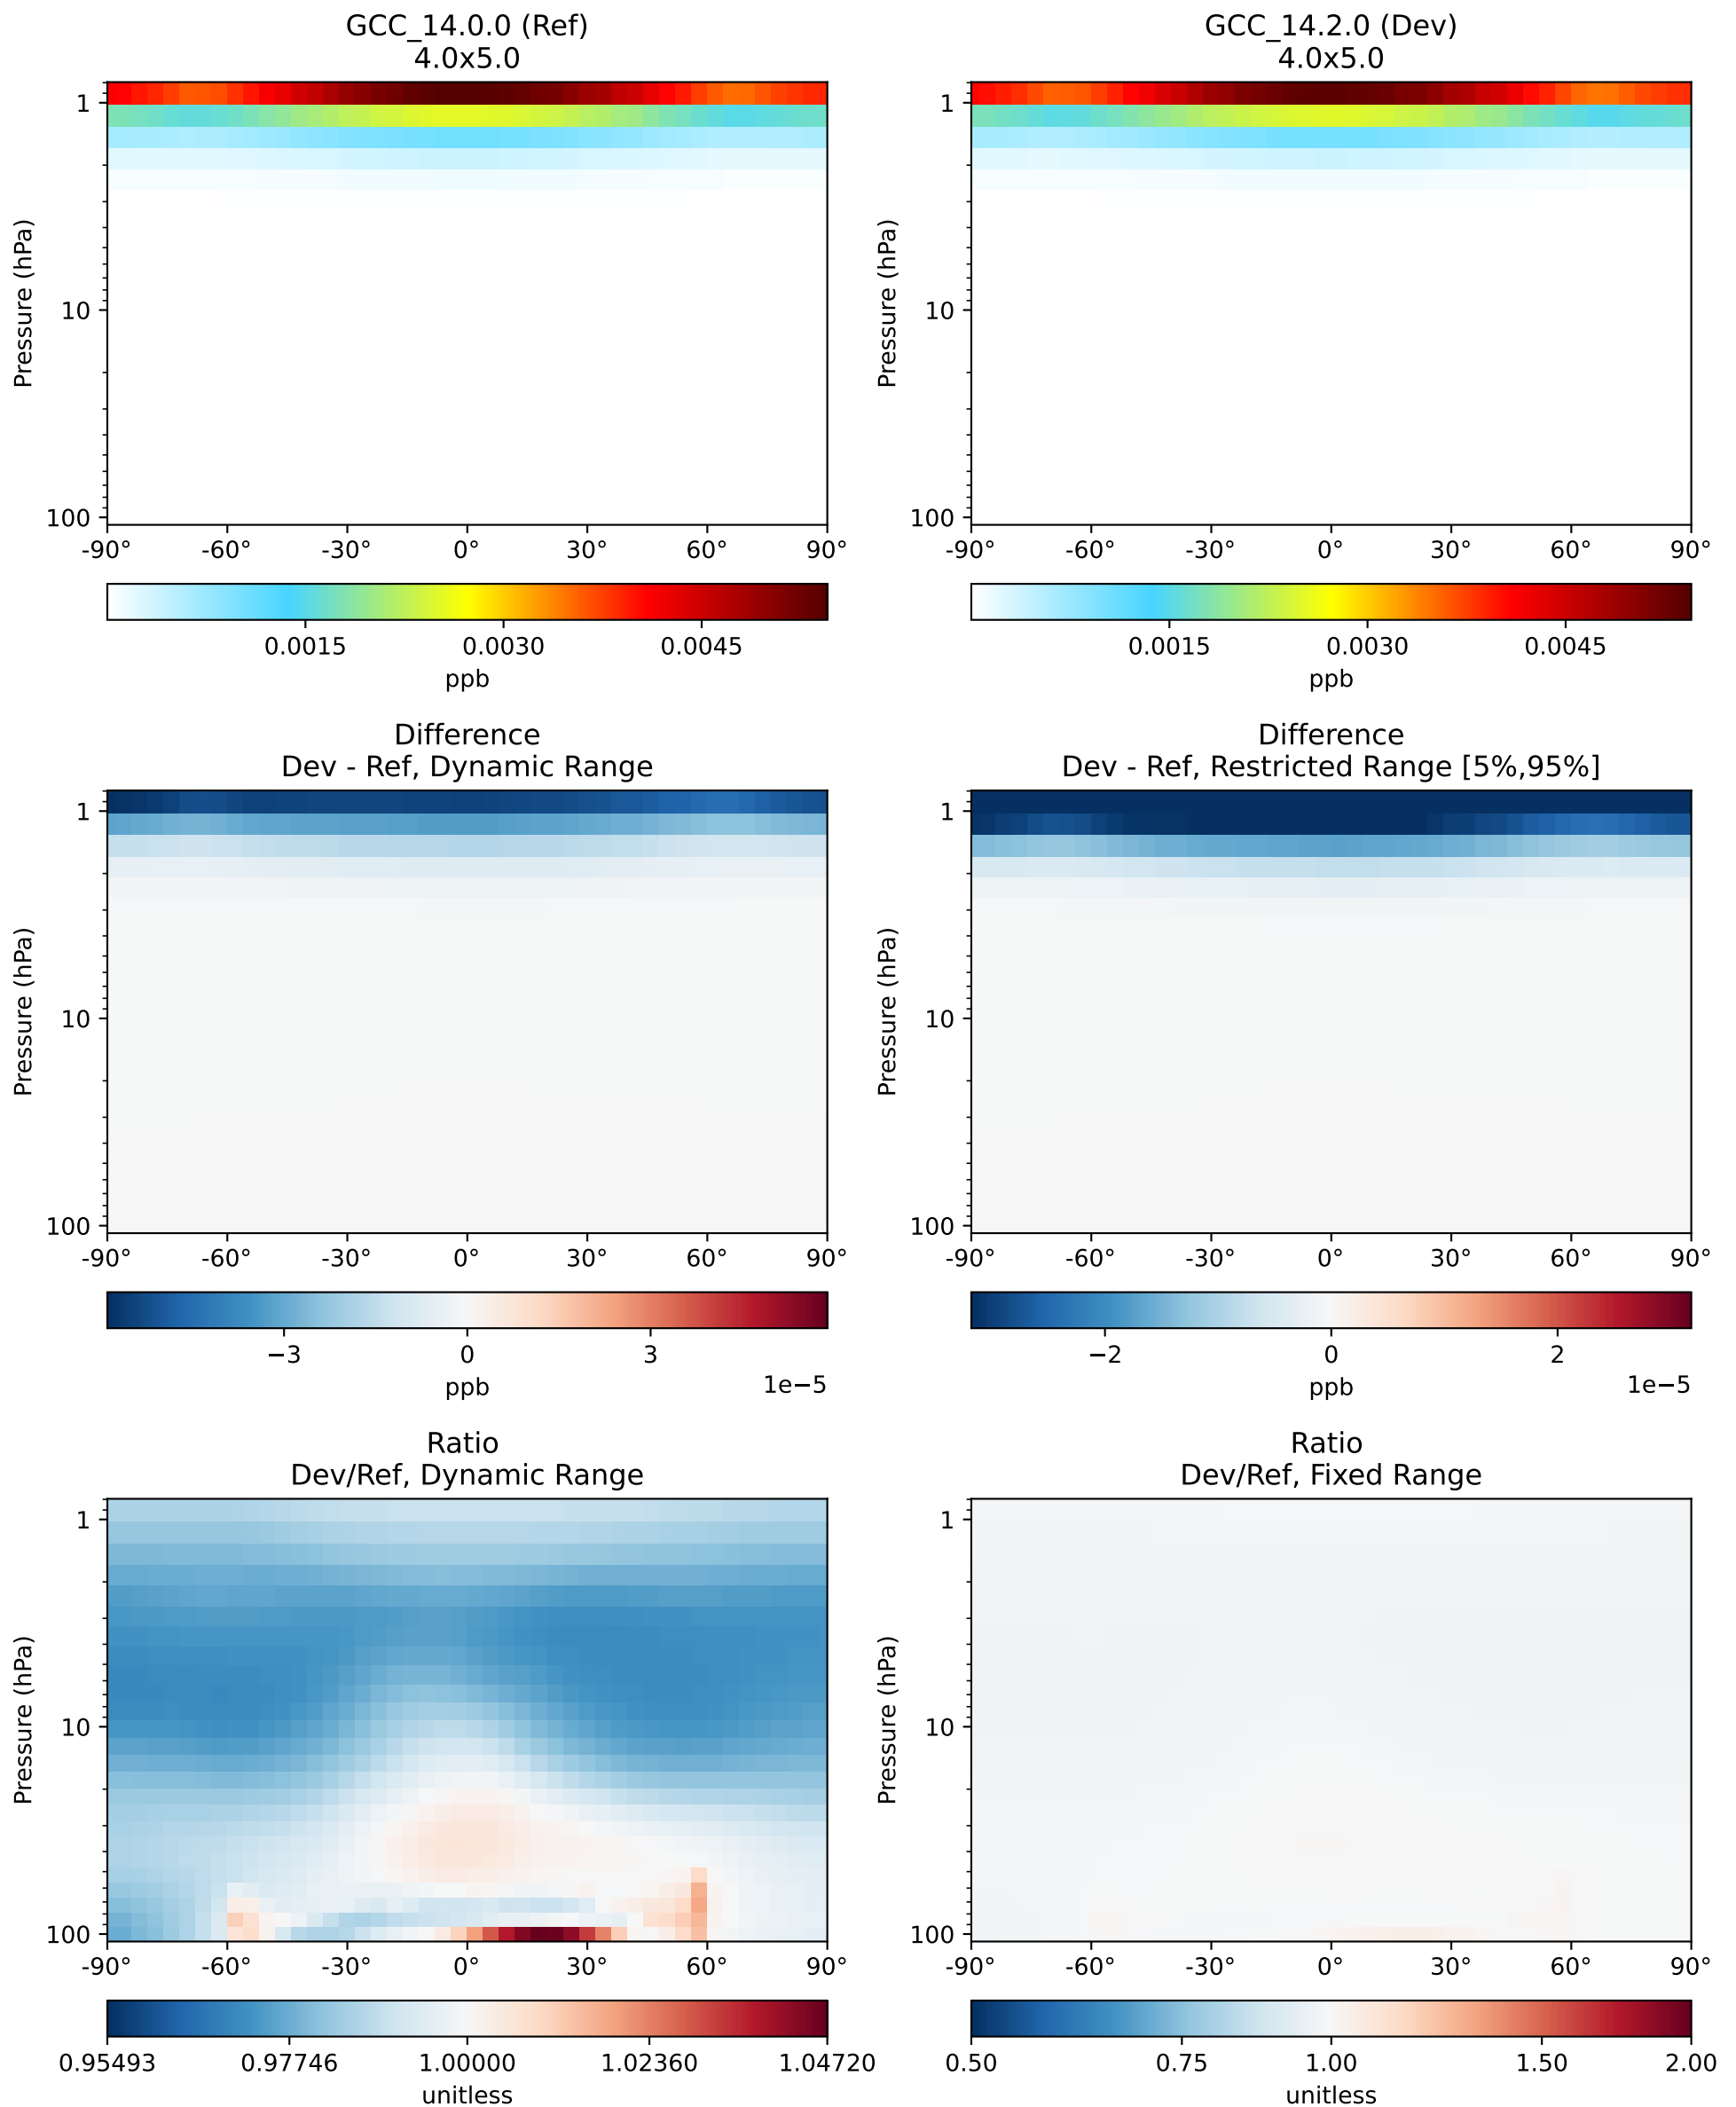 GCC_14.0.0 (Ref)
4.0x5.0
GCC_14.2.0 (Dev)
4.0x5.0
Pressure (hPa)
1
10
100
-90° -60° -30° 0° 30° 60° 90°
0.0015 0.0030 0.0045
ppb
Pressure (hPa)
1
10
100
-90° -60° -30° 0° 30° 60° 90°
0.0015 0.0030 0.0045
ppb
Difference
Dev - Ref, Dynamic Range
Difference
Dev - Ref, Restricted Range [5%,95%]
Pressure (hPa)
1
10
100
-90° -60° -30° 0° 30° 60° 90°
−3 0 3
1e−5
ppb
Pressure (hPa)
1
10
100
-90° -60° -30° 0° 30° 60° 90°
−2 0 2
1e−5
ppb
Ratio
Dev/Ref, Dynamic Range
Ratio
Dev/Ref, Fixed Range
Pressure (hPa)
1
10
100
-90° -60° -30° 0° 30° 60° 90°
0.95493 0.97746 1.00000 1.02360 1.04720
unitless
Pressure (hPa)
1
10
100
-90° -60° -30° 0° 30° 60° 90°
0.50 0.75 1.00 1.50 2.00
unitless